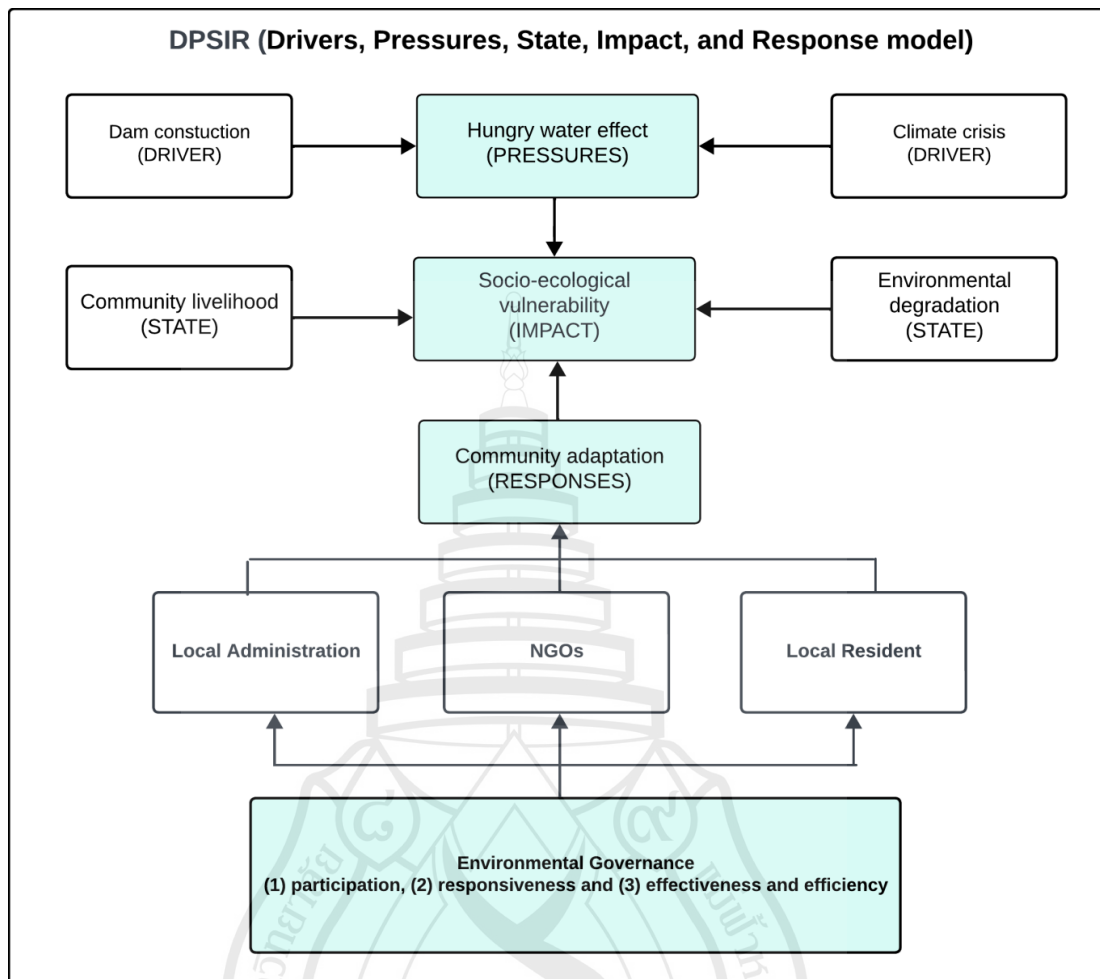 DPSIR (Drivers, Pressures, State, Impact, and Response model)
Dam constuction
(DRIVER)
Hungry water effect
(PRESSURES)
Climate crisis
(DRIVER)
Community livelihood
(STATE)
Socio-ecological
vulnerability
(IMPACT)
Environmental
degradation
(STATE)
Community adaptation
(RESPONSES)
Local Administration
NGOs
Local Resident
Environmental Governance
(1) participation, (2) responsiveness and (3) effectiveness and efficiency
๘
๙